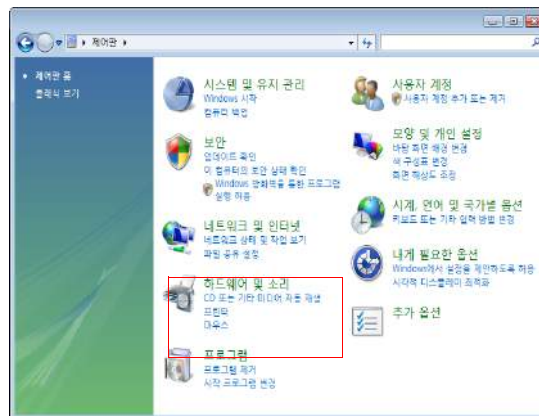 제어판
제어판 홈
클래식 보기
시스템 및 유지 관리
Windows 시작
컴퓨터 백업
보안
업데이트 확인
이 컴퓨터의 보안 상태 확인
Windows 방화벽을 통한 프로그램
실행 허용
네트워크 및 인터넷
네트워크 상태 및 작업 보기
파일 공유 설정
하드웨어 및 소리
CD 또는 기타 미디어 자동 재생
프린터
마우스
프로그램
프로그램 제거
시작 프로그램 변경
사용자 계정
사용자 계정 추가 또는 제거
모양 및 개인 설정
바탕 화면 배경 변경
색 구성표 변경
화면 해상도 조정
시계, 언어 및 국가별 옵션
키보드 또는 기타 입력 방법 변경
내게 필요한 옵션
Windows에서 설정을 제안하도록 허용
시각적 디스플레이 최적화
추가 옵션